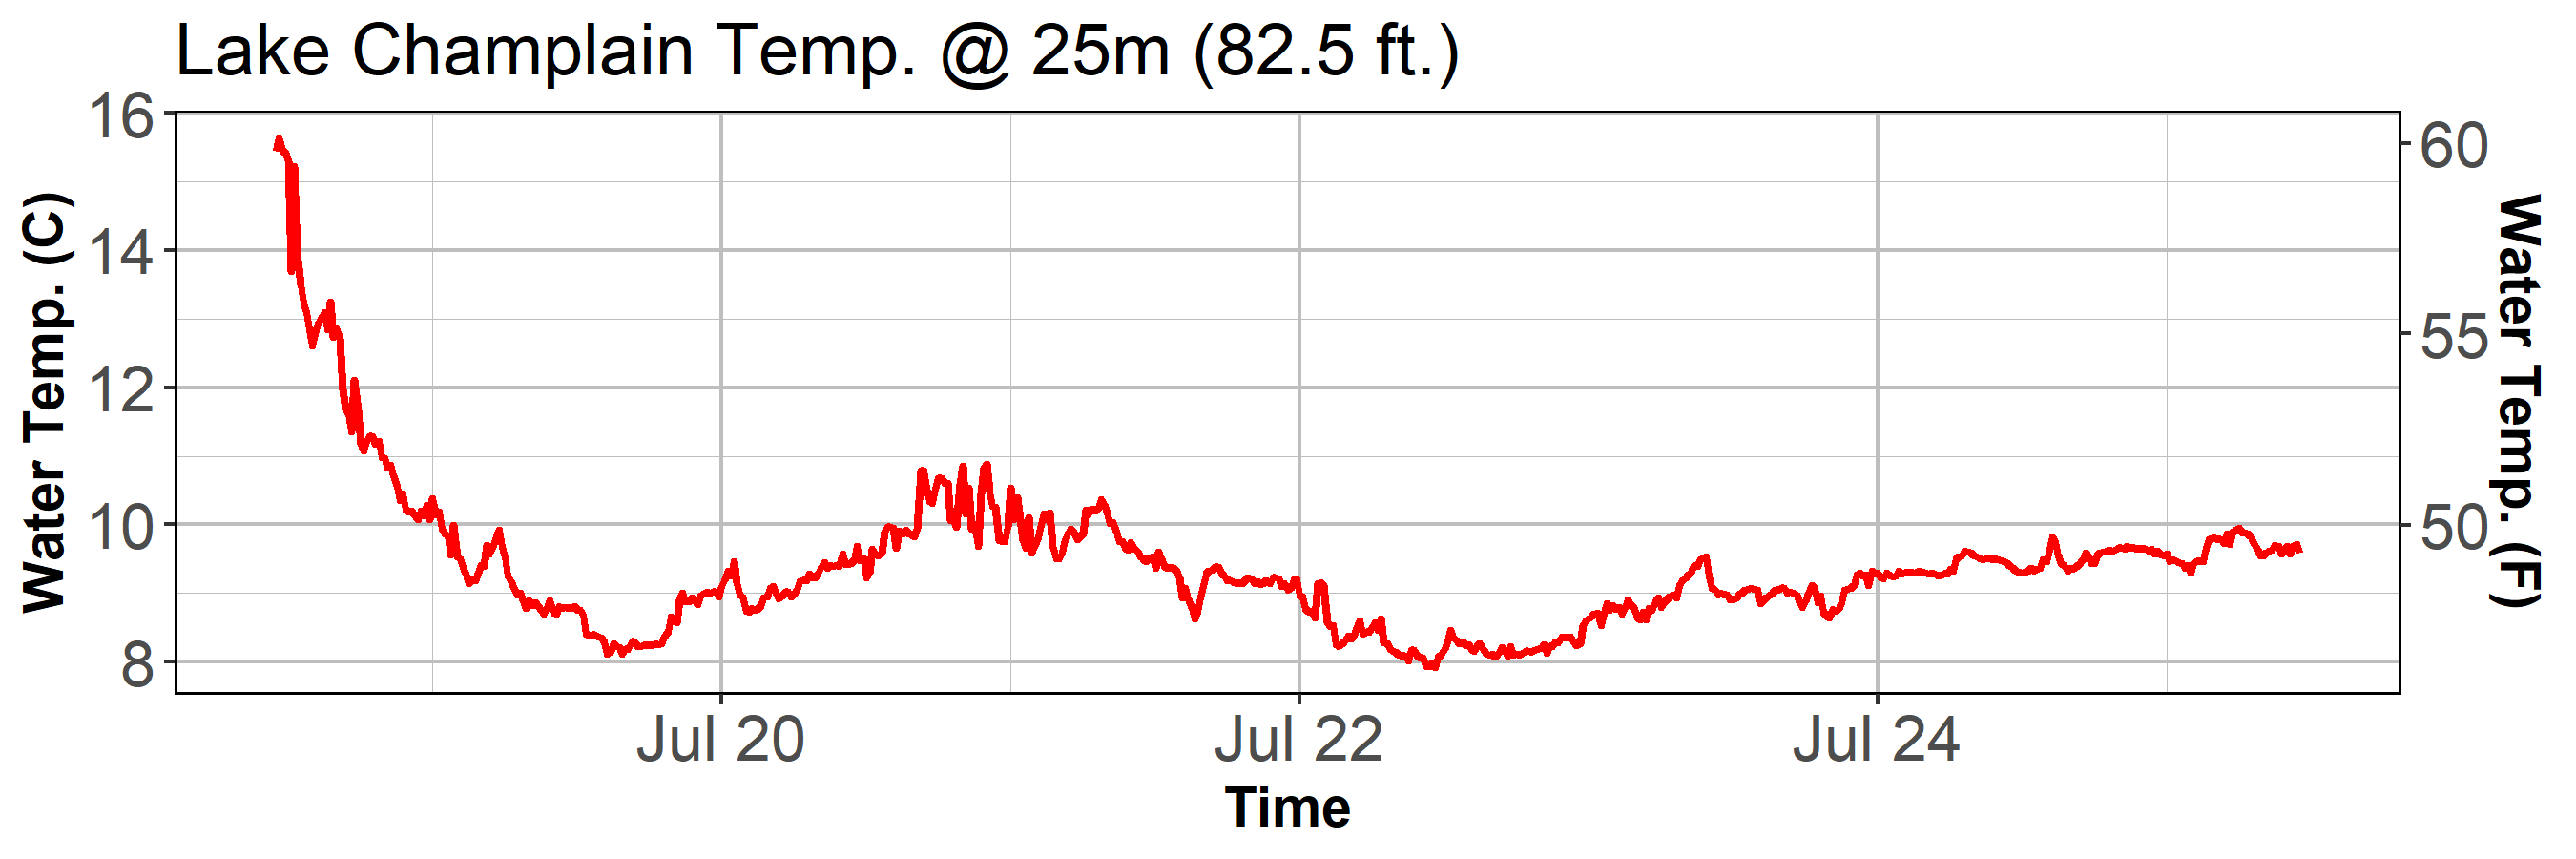 Lake Champlain Temp. @ 25m (82.5 ft.)
Water Temp. (C)
16
14
12
10
8
60
55
50
Water Temp. (F)
Jul 20
Jul 22
Jul 24
Time